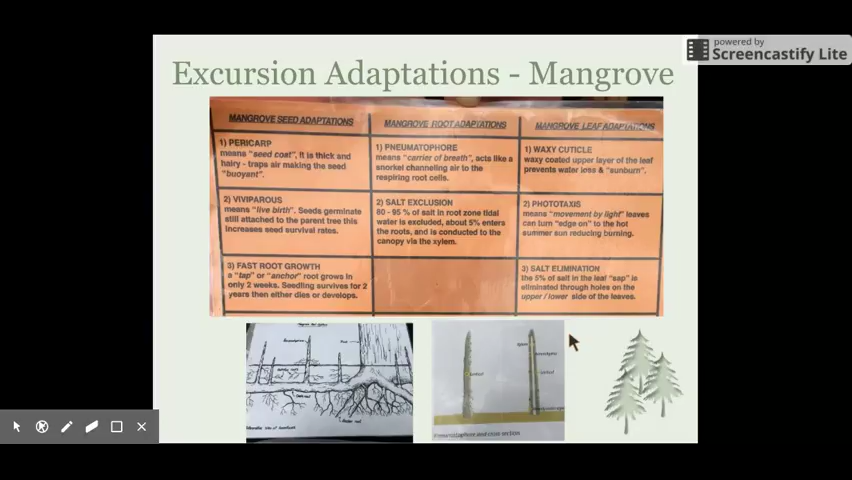 powered by
Screencastify Lite
Excursion Adaptations - Mangrove
MANGROVE SEED ADAPTATIONS
MANGROVE ROOT ADAPTATIONS
MANGROVE LEAF ADAPTATIONS
1) PERICARP
means "seed coat", it is thick and
hairy - traps air making the seed
"buoyant".
1) PNEUMATOPHORE
means "carrier of breath", acts like a
snorkel channeling air to the
respiring root cells.
1) WAXY CUTICLE
waxy coated upper layer of the leaf
prevents water loss & "sunburn".
2) VIVIPAROUS
means "live birth". Seeds germinate
still attached to the parent tree this
increases seed survival rates.
2) SALT EXCLUSION
80 - 95 % of salt in root zone tidal
water is excluded, about 5% enters
the roots, and is conducted to the
canopy via the xylem.
2) PHOTOTAXIS
means "movement by light" leaves
can turn "edge on" to the hot
summer sun reducing burning.
3) FAST ROOT GROWTH
a "tap" or "anchor" root grows in
only 2 weeks. Seedling survives for 2
years then either dies or develops.
3) SALT ELIMINATION
the 5% of salt in the leaf "sap" is
eliminated through holes on the
upper / lower side of the leaves.
and cross section